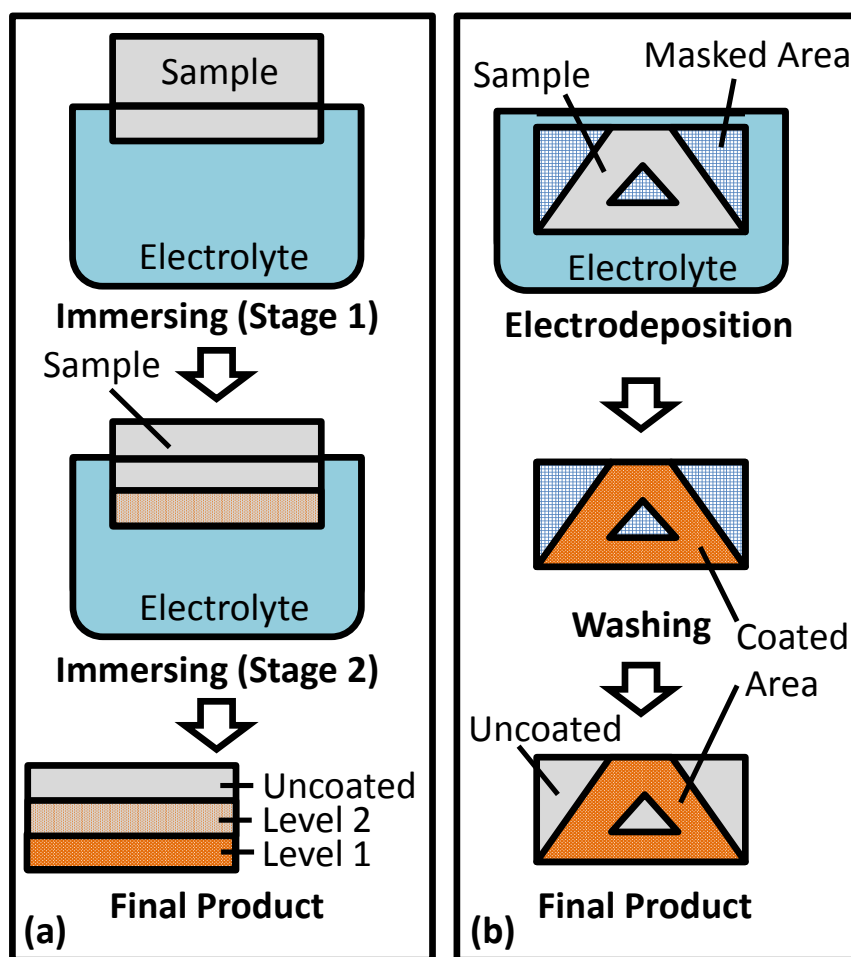 Sample
Electrolyte
Immersing (Stage 1)
Sample
Electrolyte
Immersing (Stage 2)
Uncoated
Level 2
Level 1
Final Product
(a)
Masked Area
Sample
Electrolyte
Electrodeposition
Washing
Coated
Area
Uncoated
Final Product
(b)